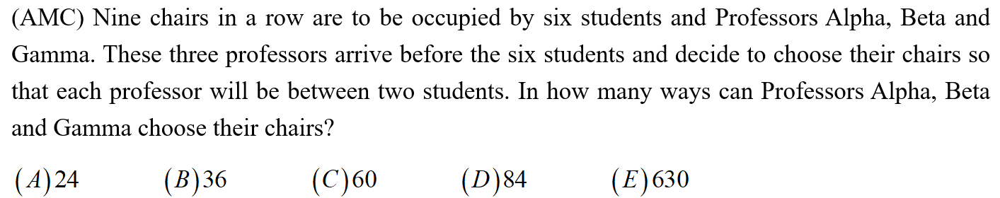 (AMC) Nine chairs in a row are to be occupied by six students and Professors Alpha, Beta and
Gamma. These three professors arrive before the six students and decide to choose their chairs so
that each professor will be between two students. In how many ways can Professors Alpha, Beta
and Gamma choose their chairs?
(A)24 (B)36 (C)60 (D)84 (E)630